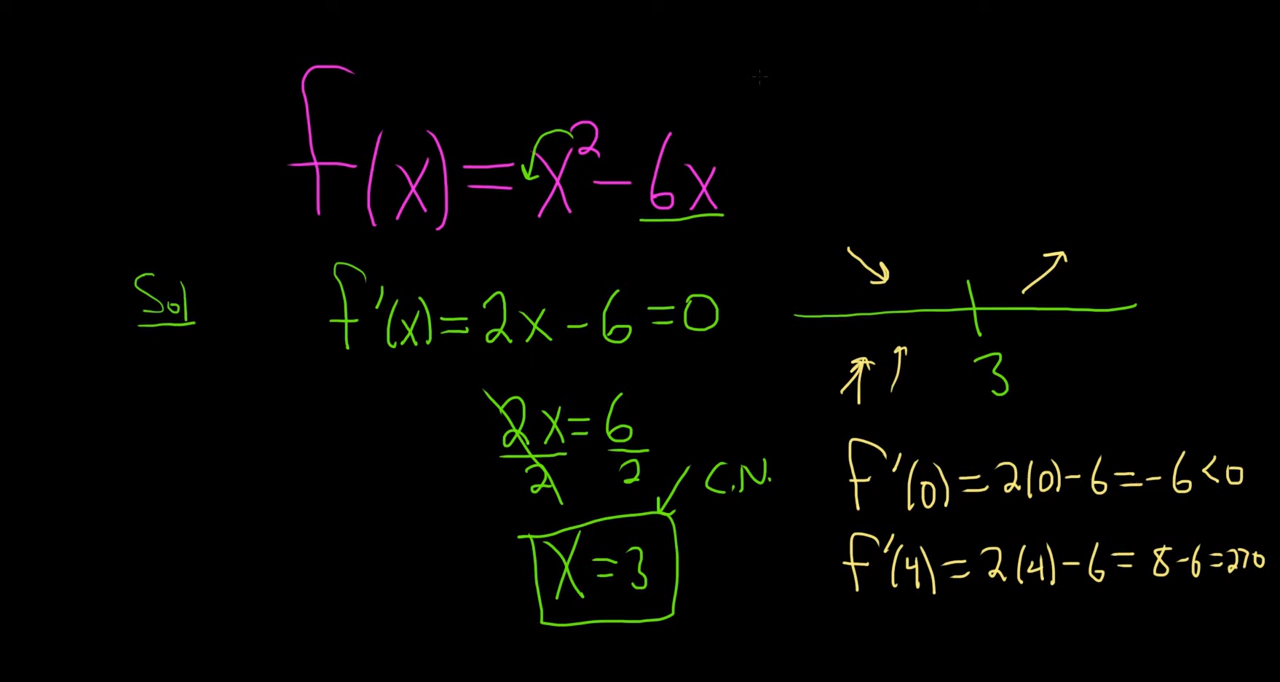 f(x) = x² - 6x
Sol
f'(x) = 2x - 6 = 0
2x/2 = 6/2
C.N.
x = 3
3
f'(0) = 2(0) - 6 = -6 < 0
f'(4) = 2(4) - 6 = 8 - 6 = 2 > 0